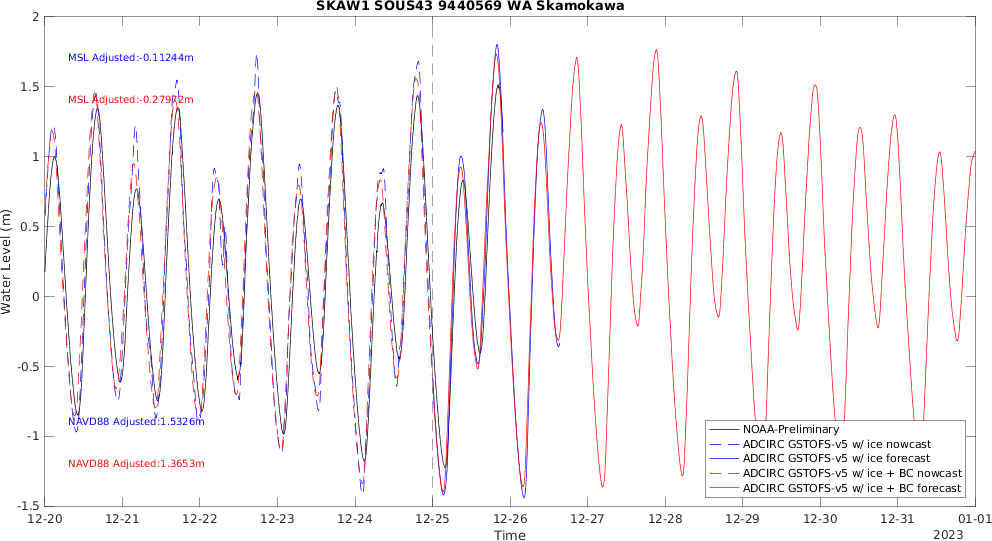 SKAW1 SOUS43 9440569 WA Skamokawa
2
1.5
1
0.5
0
-0.5
-1
-1.5
Water Level (m)
MSL Adjusted:-0.11244m
MSL Adjusted:-0.27972m
NAVD88 Adjusted:1.5326m
NAVD88 Adjusted:1.3653m
NOAA-Preliminary
ADCIRC GSTOFS-v5 w/ ice nowcast
ADCIRC GSTOFS-v5 w/ ice forecast
ADCIRC GSTOFS-v5 w/ ice + BC nowcast
ADCIRC GSTOFS-v5 w/ ice + BC forecast
12-20 12-21 12-22 12-23 12-24 12-25 12-26 12-27 12-28 12-29 12-30 12-31 01-01
Time
2023